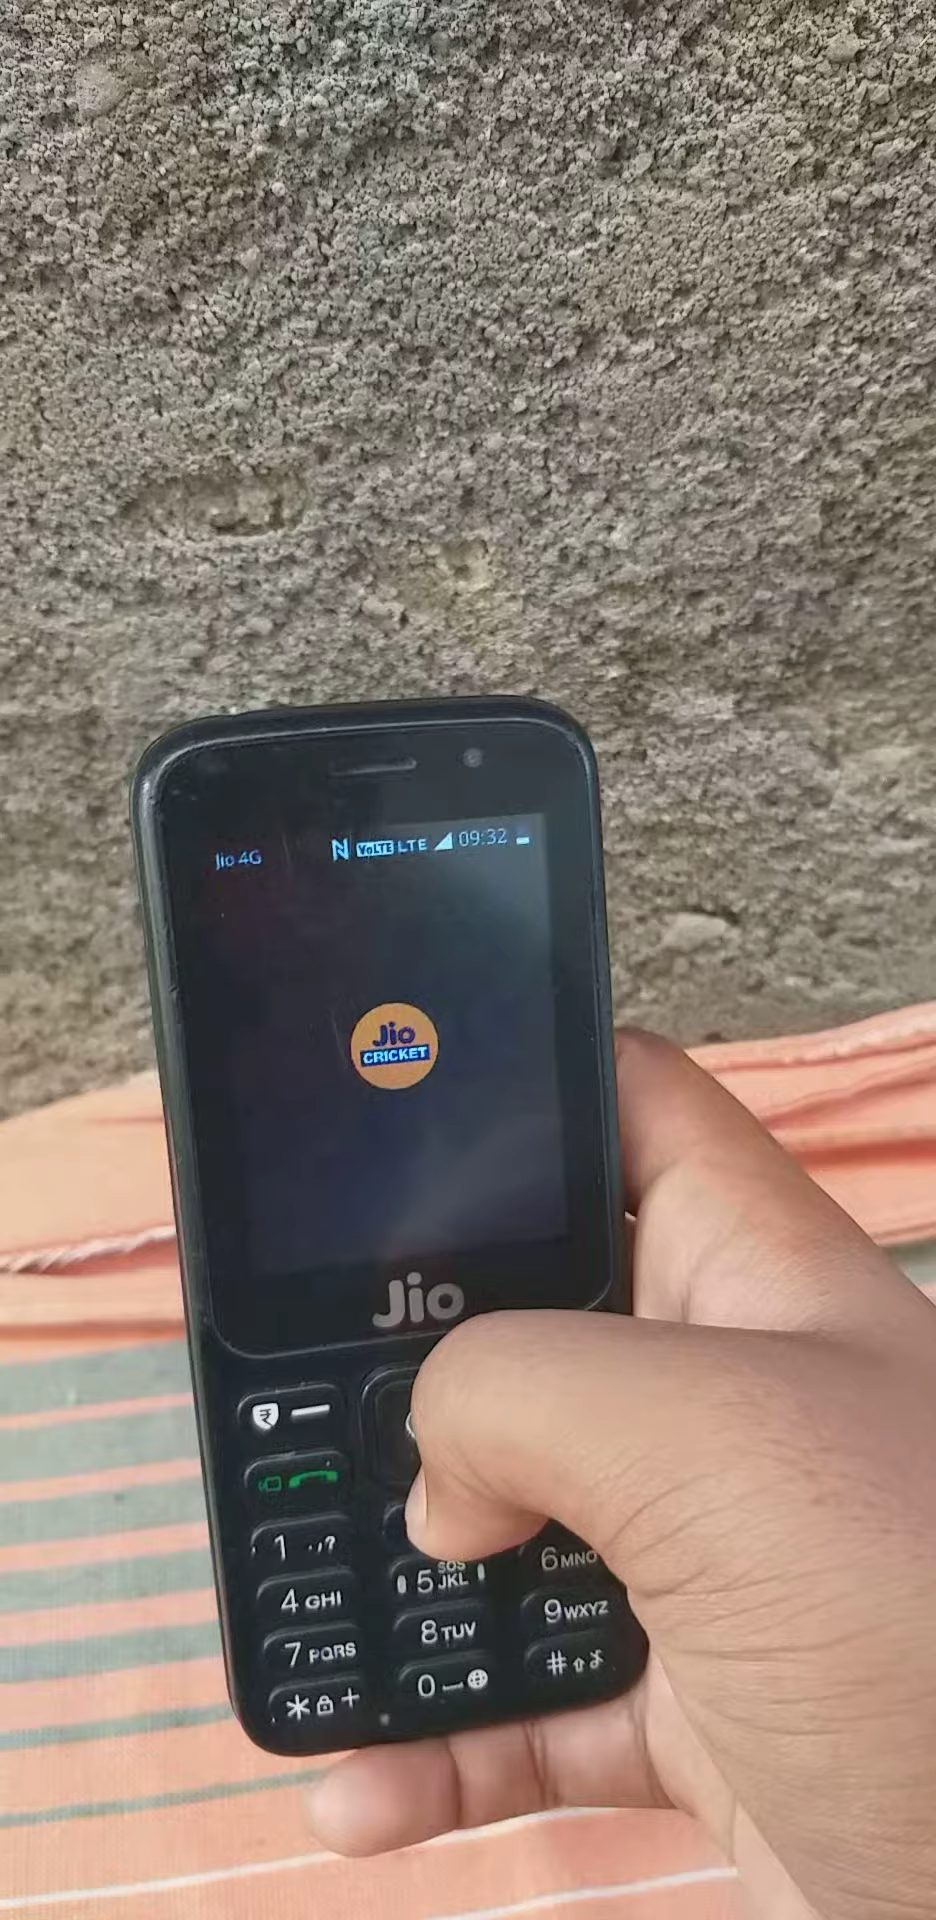 Jio 4G VoLTE LTE 09:32
Jio
CRICKET
Jio
1 .,?
4 GHI
5 JKL SOS
6 MNO
7 PQRS
8 TUV
9 WXYZ
* +
0
#